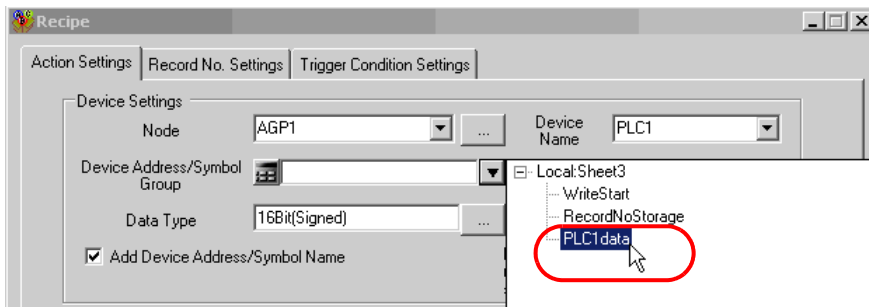 Recipe
Action Settings Record No. Settings Trigger Condition Settings
Device Settings
Node AGP1 ... Device Name PLC1
Device Address/Symbol Group
Local:Sheet3
WriteStart
RecordNoStorage
PLC1data
Data Type 16Bit(Signed) ...
Add Device Address/Symbol Name